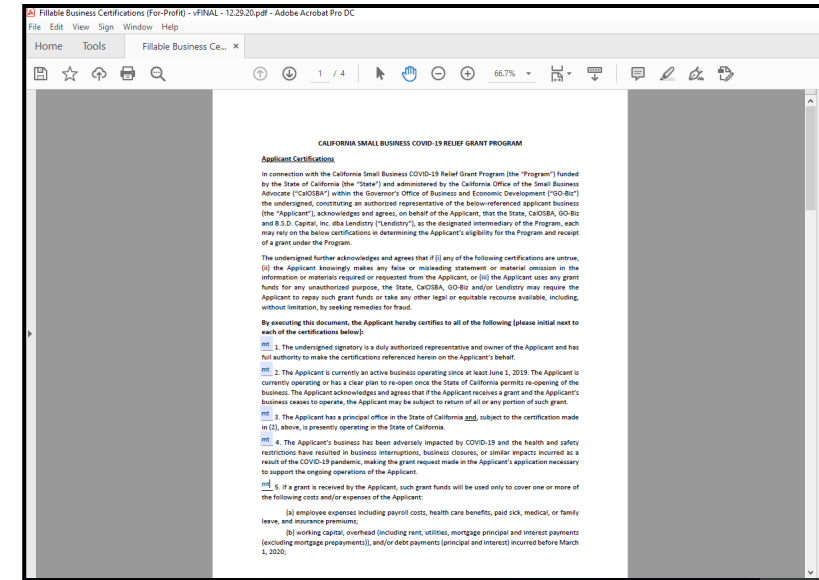 Fillable Business Certifications (For-Profit) - vFINAL - 12.29.20.pdf - Adobe Acrobat Pro DC
File Edit View Sign Window Help
Home Tools Fillable Business Ce... ×
1 / 4 66.7%
CALIFORNIA SMALL BUSINESS COVID-19 RELIEF GRANT PROGRAM
Applicant Certifications
In connection with the California Small Business COVID-19 Relief Grant Program (the "Program") funded
by the State of California (the "State") and administered by the California Office of the Small Business
Advocate ("CalOSBA") within the Governor's Office of Business and Economic Development ("GO-Biz")
the undersigned, constituting an authorized representative of the below-referenced applicant business
(the "Applicant"), acknowledges and agrees, on behalf of the Applicant, that the State, CalOSBA, GO-Biz
and B.S.D. Capital, Inc. dba Lendistry ("Lendistry"), as the designated intermediary of the Program, each
may rely on the below certifications in determining the Applicant's eligibility for the Program and receipt
of a grant under the Program.
The undersigned further acknowledges and agrees that if (i) any of the following certifications are untrue,
(ii) the Applicant knowingly makes any false or misleading statement or material omission in the
information or materials required or requested from the Applicant, or (iii) the Applicant uses any grant
funds for any unauthorized purpose, the State, CalOSBA, GO-Biz and/or Lendistry may require the
Applicant to repay such grant funds or take any other legal or equitable recourse available, including,
without limitation, by seeking remedies for fraud.
By executing this document, the Applicant hereby certifies to all of the following (please initial next to
each of the certifications below):
mt 1. The undersigned signatory is a duly authorized representative and owner of the Applicant and has
full authority to make the certifications referenced herein on the Applicant's behalf.
mt 2. The Applicant is currently an active business operating since at least June 1, 2019. The Applicant is
currently operating or has a clear plan to re-open once the State of California permits re-opening of the
business. The Applicant acknowledges and agrees that if the Applicant receives a grant and the Applicant's
business ceases to operate, the Applicant may be subject to return of all or any portion of such grant.
mt 3. The Applicant has a principal office in the State of California and, subject to the certification made
in (2), above, is presently operating in the State of California.
mt 4. The Applicant's business has been adversely impacted by COVID-19 and the health and safety
restrictions have resulted in business interruptions, business closures, or similar impacts incurred as a
result of the COVID-19 pandemic, making the grant request made in the Applicant's application necessary
to support the ongoing operations of the Applicant.
mt 5. If a grant is received by the Applicant, such grant funds will be used only to cover one or more of
the following costs and/or expenses of the Applicant:
(a) employee expenses including payroll costs, health care benefits, paid sick, medical, or family
leave, and insurance premiums;
(b) working capital, overhead (including rent, utilities, mortgage principal and interest payments
(excluding mortgage prepayments)), and/or debt payments (principal and interest) incurred before March
1, 2020;